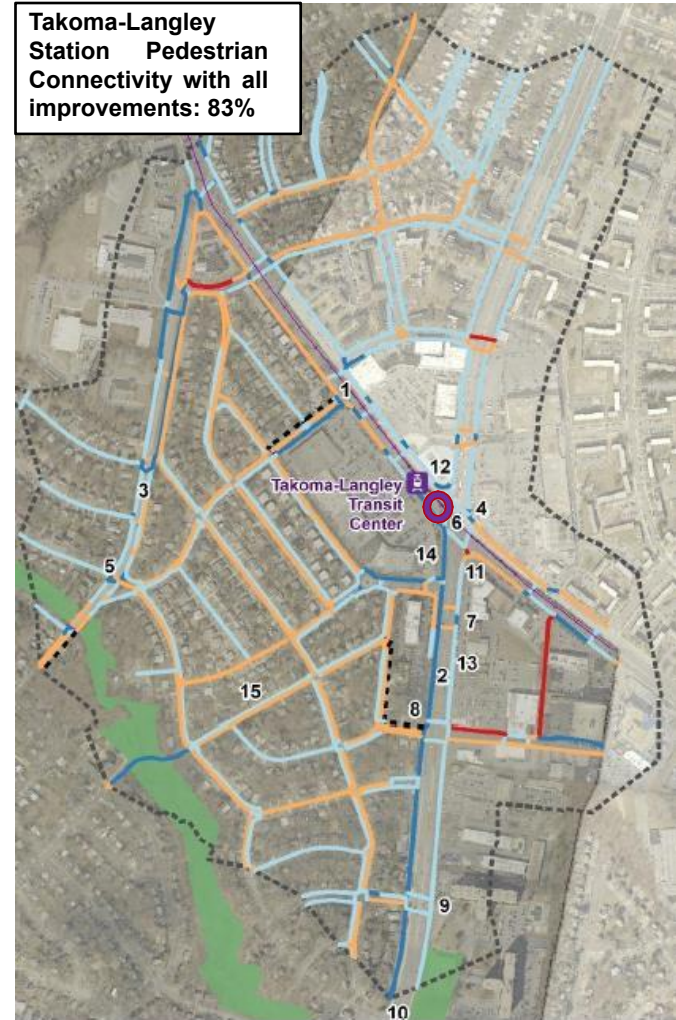 Takoma-Langley
Station Pedestrian
Connectivity with all
improvements: 83%
1
12
Takoma-Langley
Transit
Center
4
6
3
14
11
5
7
13
2
15
8
9
10